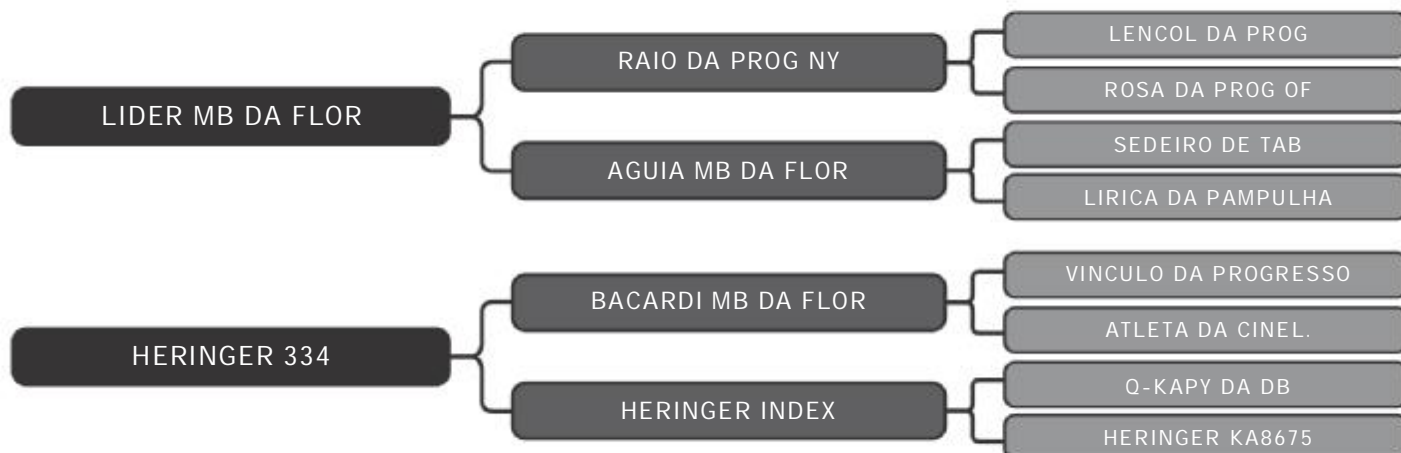 LIDER MB DA FLOR
RAIO DA PROG NY
LENCOL DA PROG
ROSA DA PROG OF
AGUIA MB DA FLOR
SEDEIRO DE TAB
LIRICA DA PAMPULHA
HERINGER 334
BACARDI MB DA FLOR
VINCULO DA PROGRESSO
ATLETA DA CINEL.
HERINGER INDEX
Q-KAPY DA DB
HERINGER KA8675